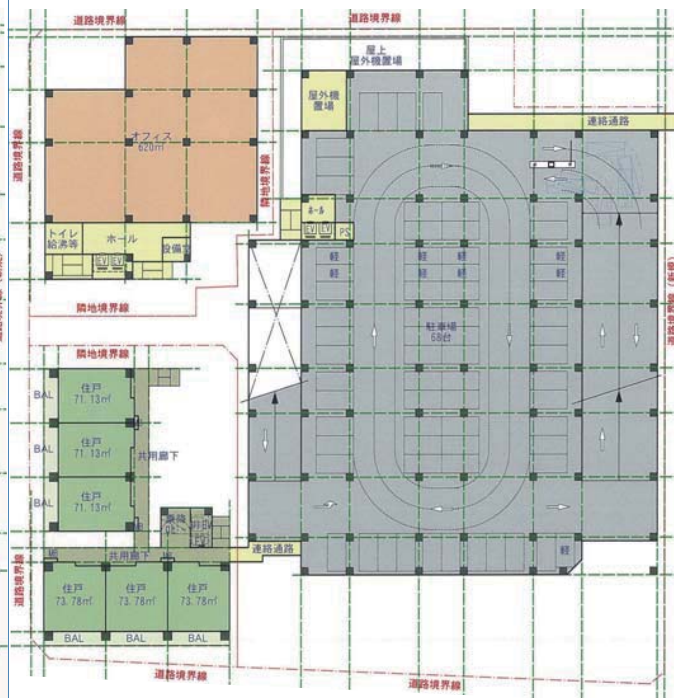 道路境界線
道路境界線
屋上
屋外機置場
屋外機
置場
連絡通路
オフィス
620㎡
道路境界線
隣地境界線
ホール
EV EV
PS
トイレ
給沸等
ホール
EV EV
軽 軽 軽 軽
軽 軽 軽 軽
隣地境界線
駐車場
68台
隣地境界線
BAL
住戸
71.13㎡
BAL
住戸
71.13㎡
共用廊下
BAL
住戸
71.13㎡
共用廊下
連絡通路
軽
道路境界線
住戸
73.78㎡
住戸
73.78㎡
住戸
73.78㎡
BAL
BAL
BAL
道路境界線
道路境界線